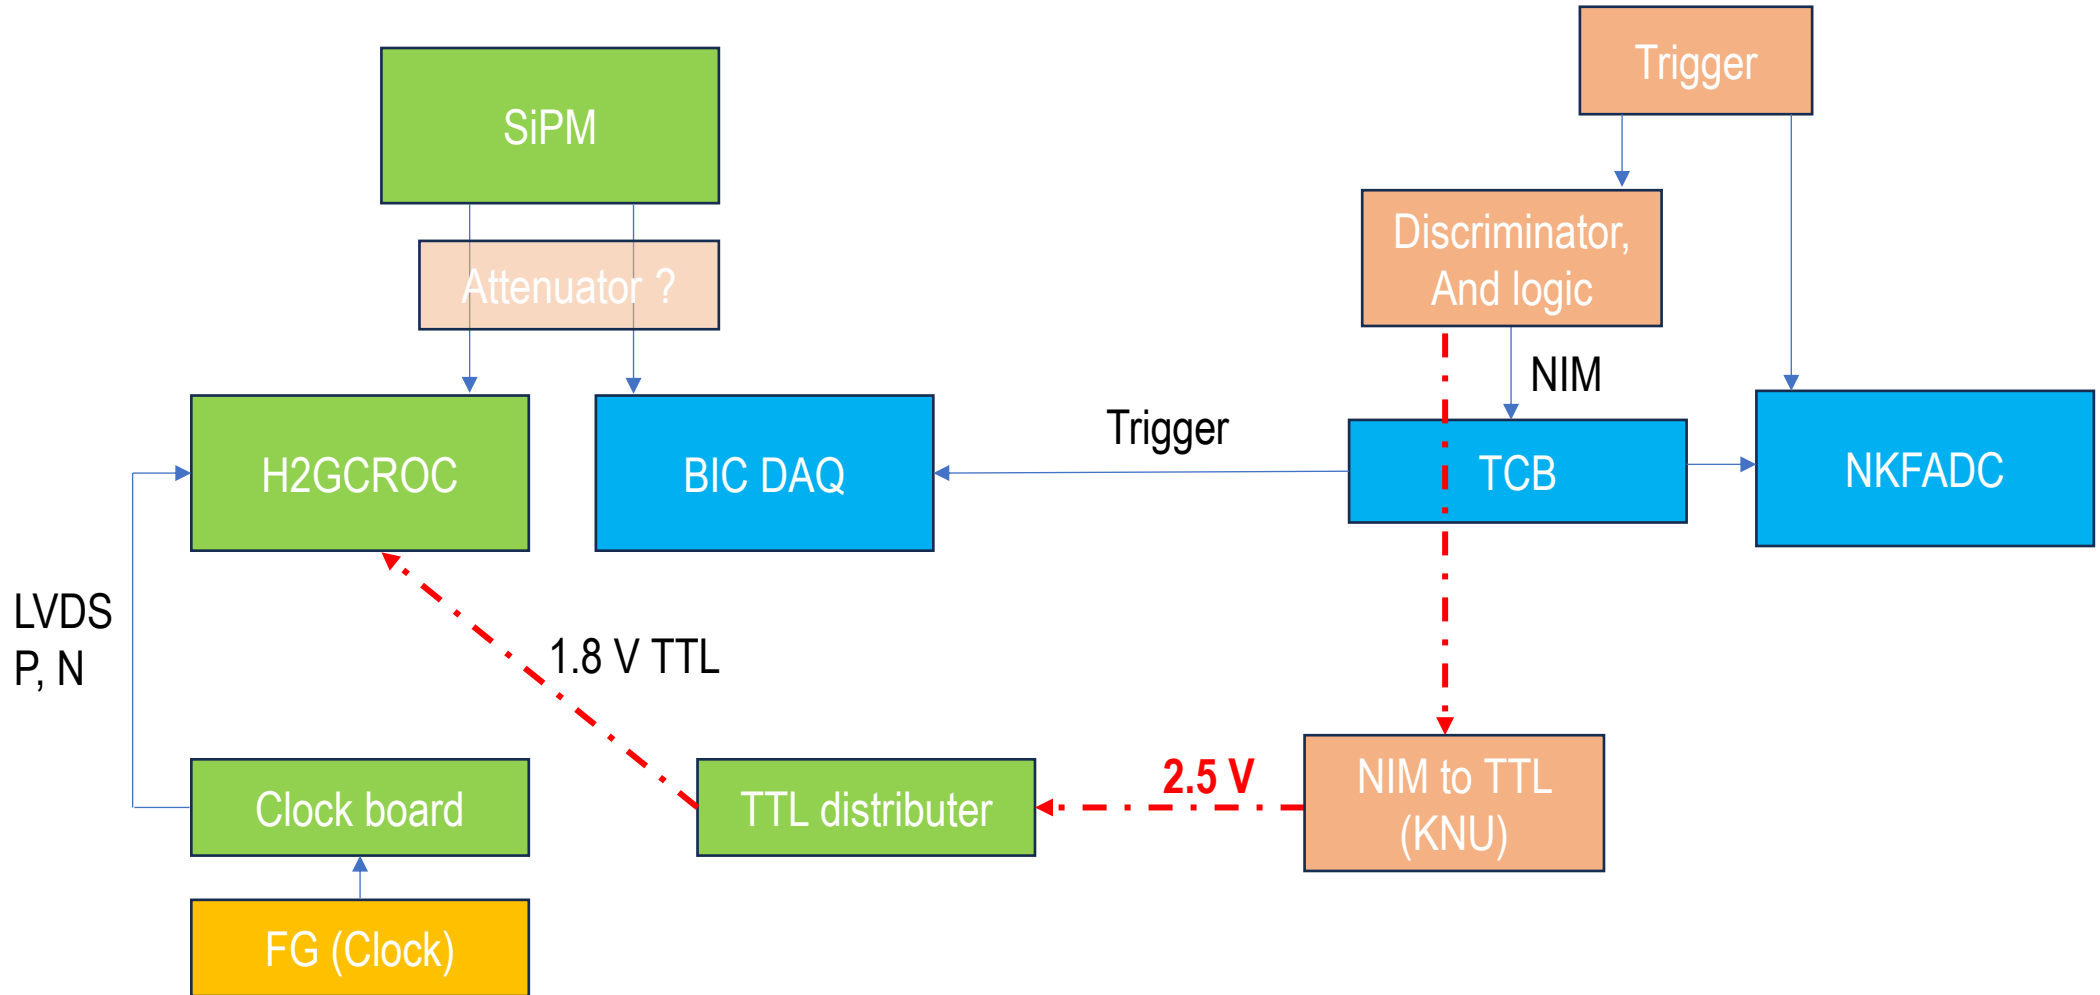 Trigger
SiPM
Discriminator,
And logic
Attenuator ?
NIM
Trigger
H2GCROC
BIC DAQ
TCB
NKFADC
LVDS
P, N
1.8 V TTL
2.5 V
NIM to TTL
(KNU)
Clock board
TTL distributer
FG (Clock)